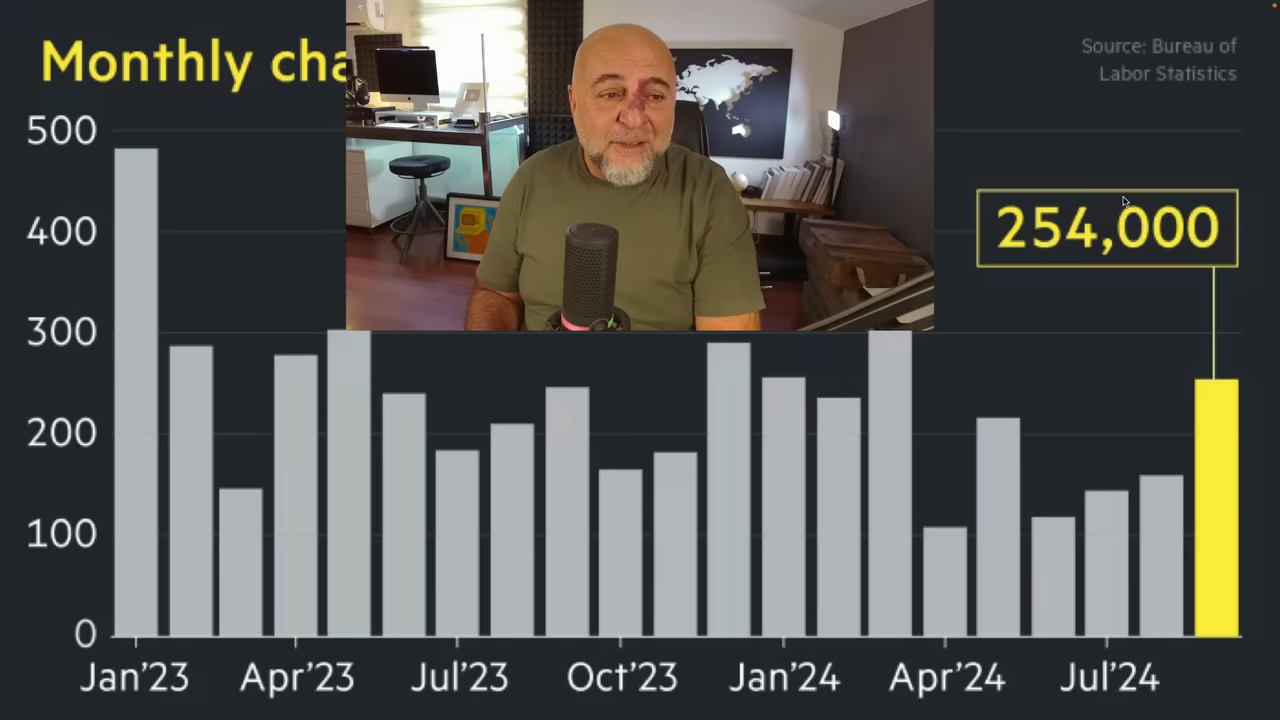 Monthly cha
Source: Bureau of
Labor Statistics
500
400
300
200
100
0
254,000
Jan’23 Apr’23 Jul’23 Oct’23 Jan’24 Apr’24 Jul’24